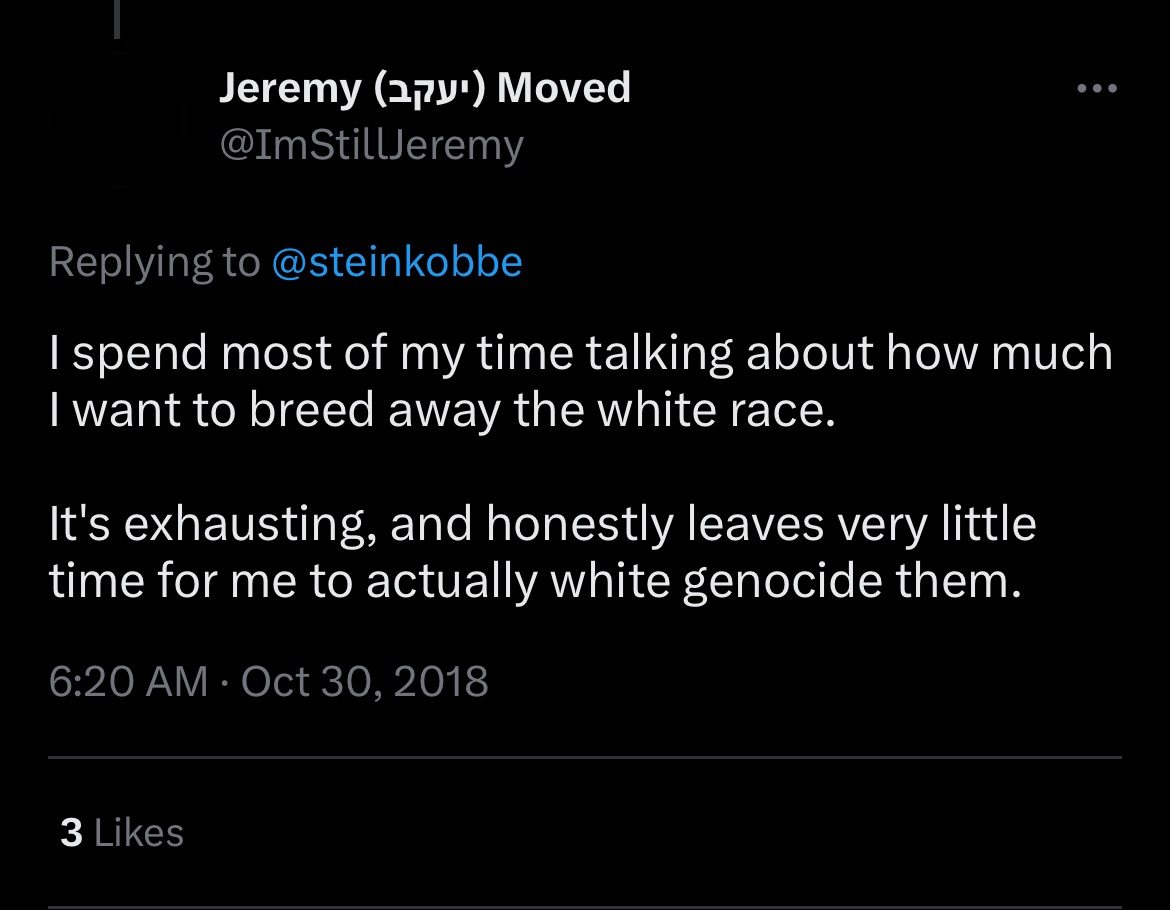 Jeremy (יעקב) Moved
@ImStillJeremy
Replying to @steinkobbe
I spend most of my time talking about how much
I want to breed away the white race.
It's exhausting, and honestly leaves very little
time for me to actually white genocide them.
6:20 AM · Oct 30, 2018
3 Likes